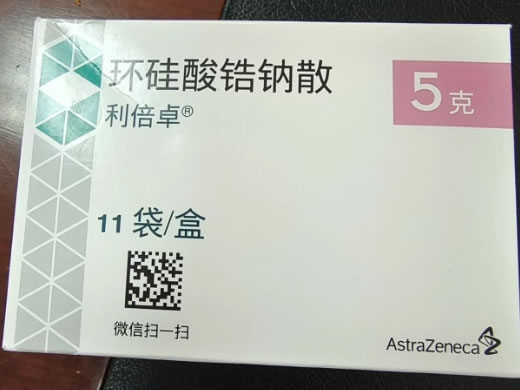 环硅酸锆钠散
利倍卓®
5克
11 袋/盒
微信扫一扫
AstraZeneca